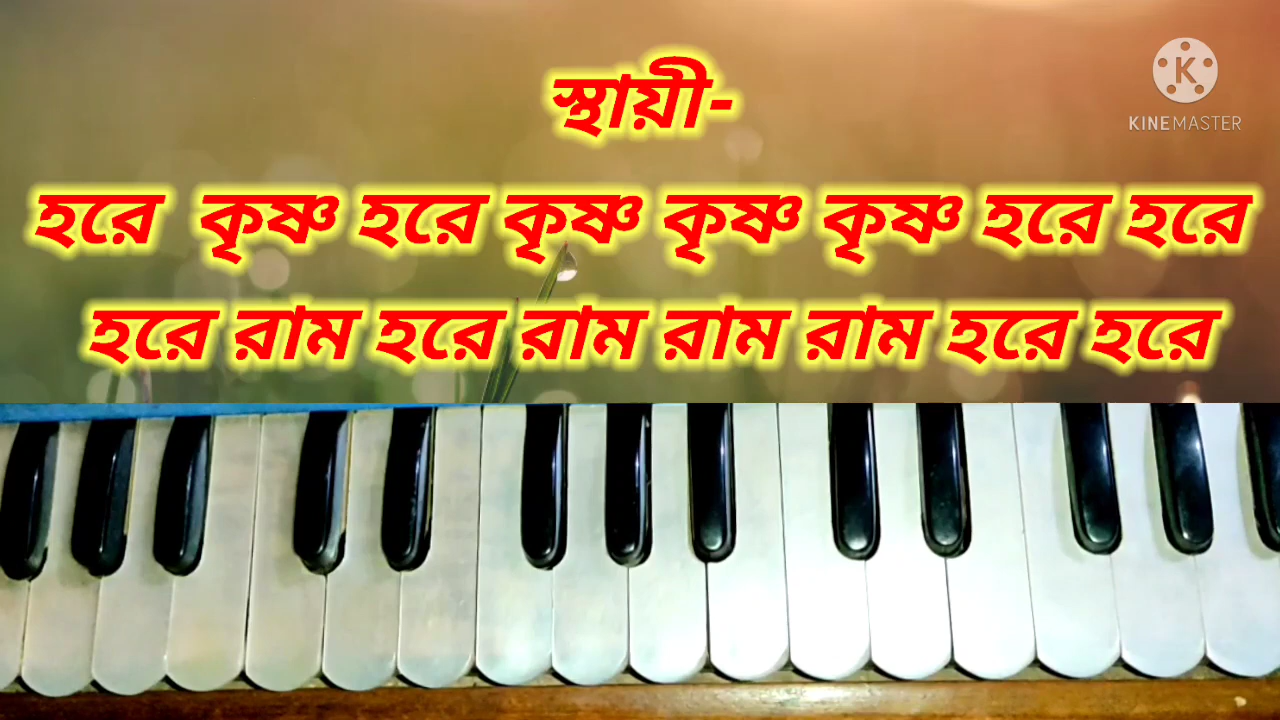 K
KINEMASTER
স্থায়ী-
হরে কৃষ্ণ হরে কৃষ্ণ কৃষ্ণ কৃষ্ণ হরে হরে
হরে রাম হরে রাম রাম রাম হরে হরে